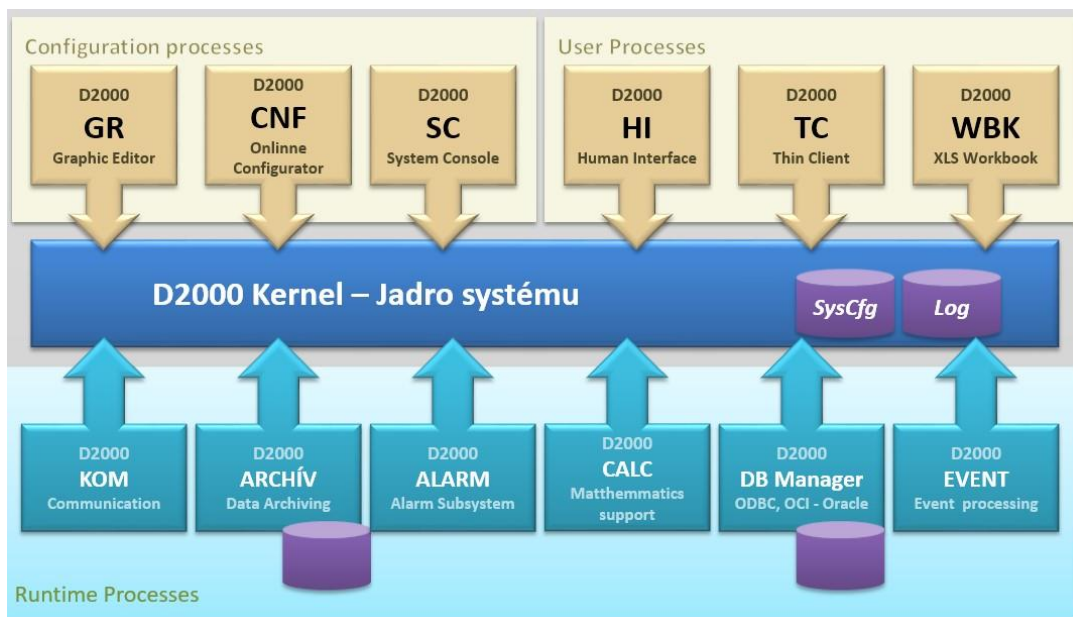 Configuration processes
User Processes
D2000
GR
Graphic Editor
D2000
CNF
Onlinne
Configurator
D2000
SC
System Console
D2000
HI
Human Interface
D2000
TC
Thin Client
D2000
WBK
XLS Workbook
D2000 Kernel – Jadro systému
SysCfg
Log
D2000
KOM
Communication
D2000
ARCHÍV
Data Archiving
D2000
ALARM
Alarm Subsystem
D2000
CALC
Matthemmatics
support
D2000
DB Manager
ODBC, OCI - Oracle
D2000
EVENT
Event processing
Runtime Processes